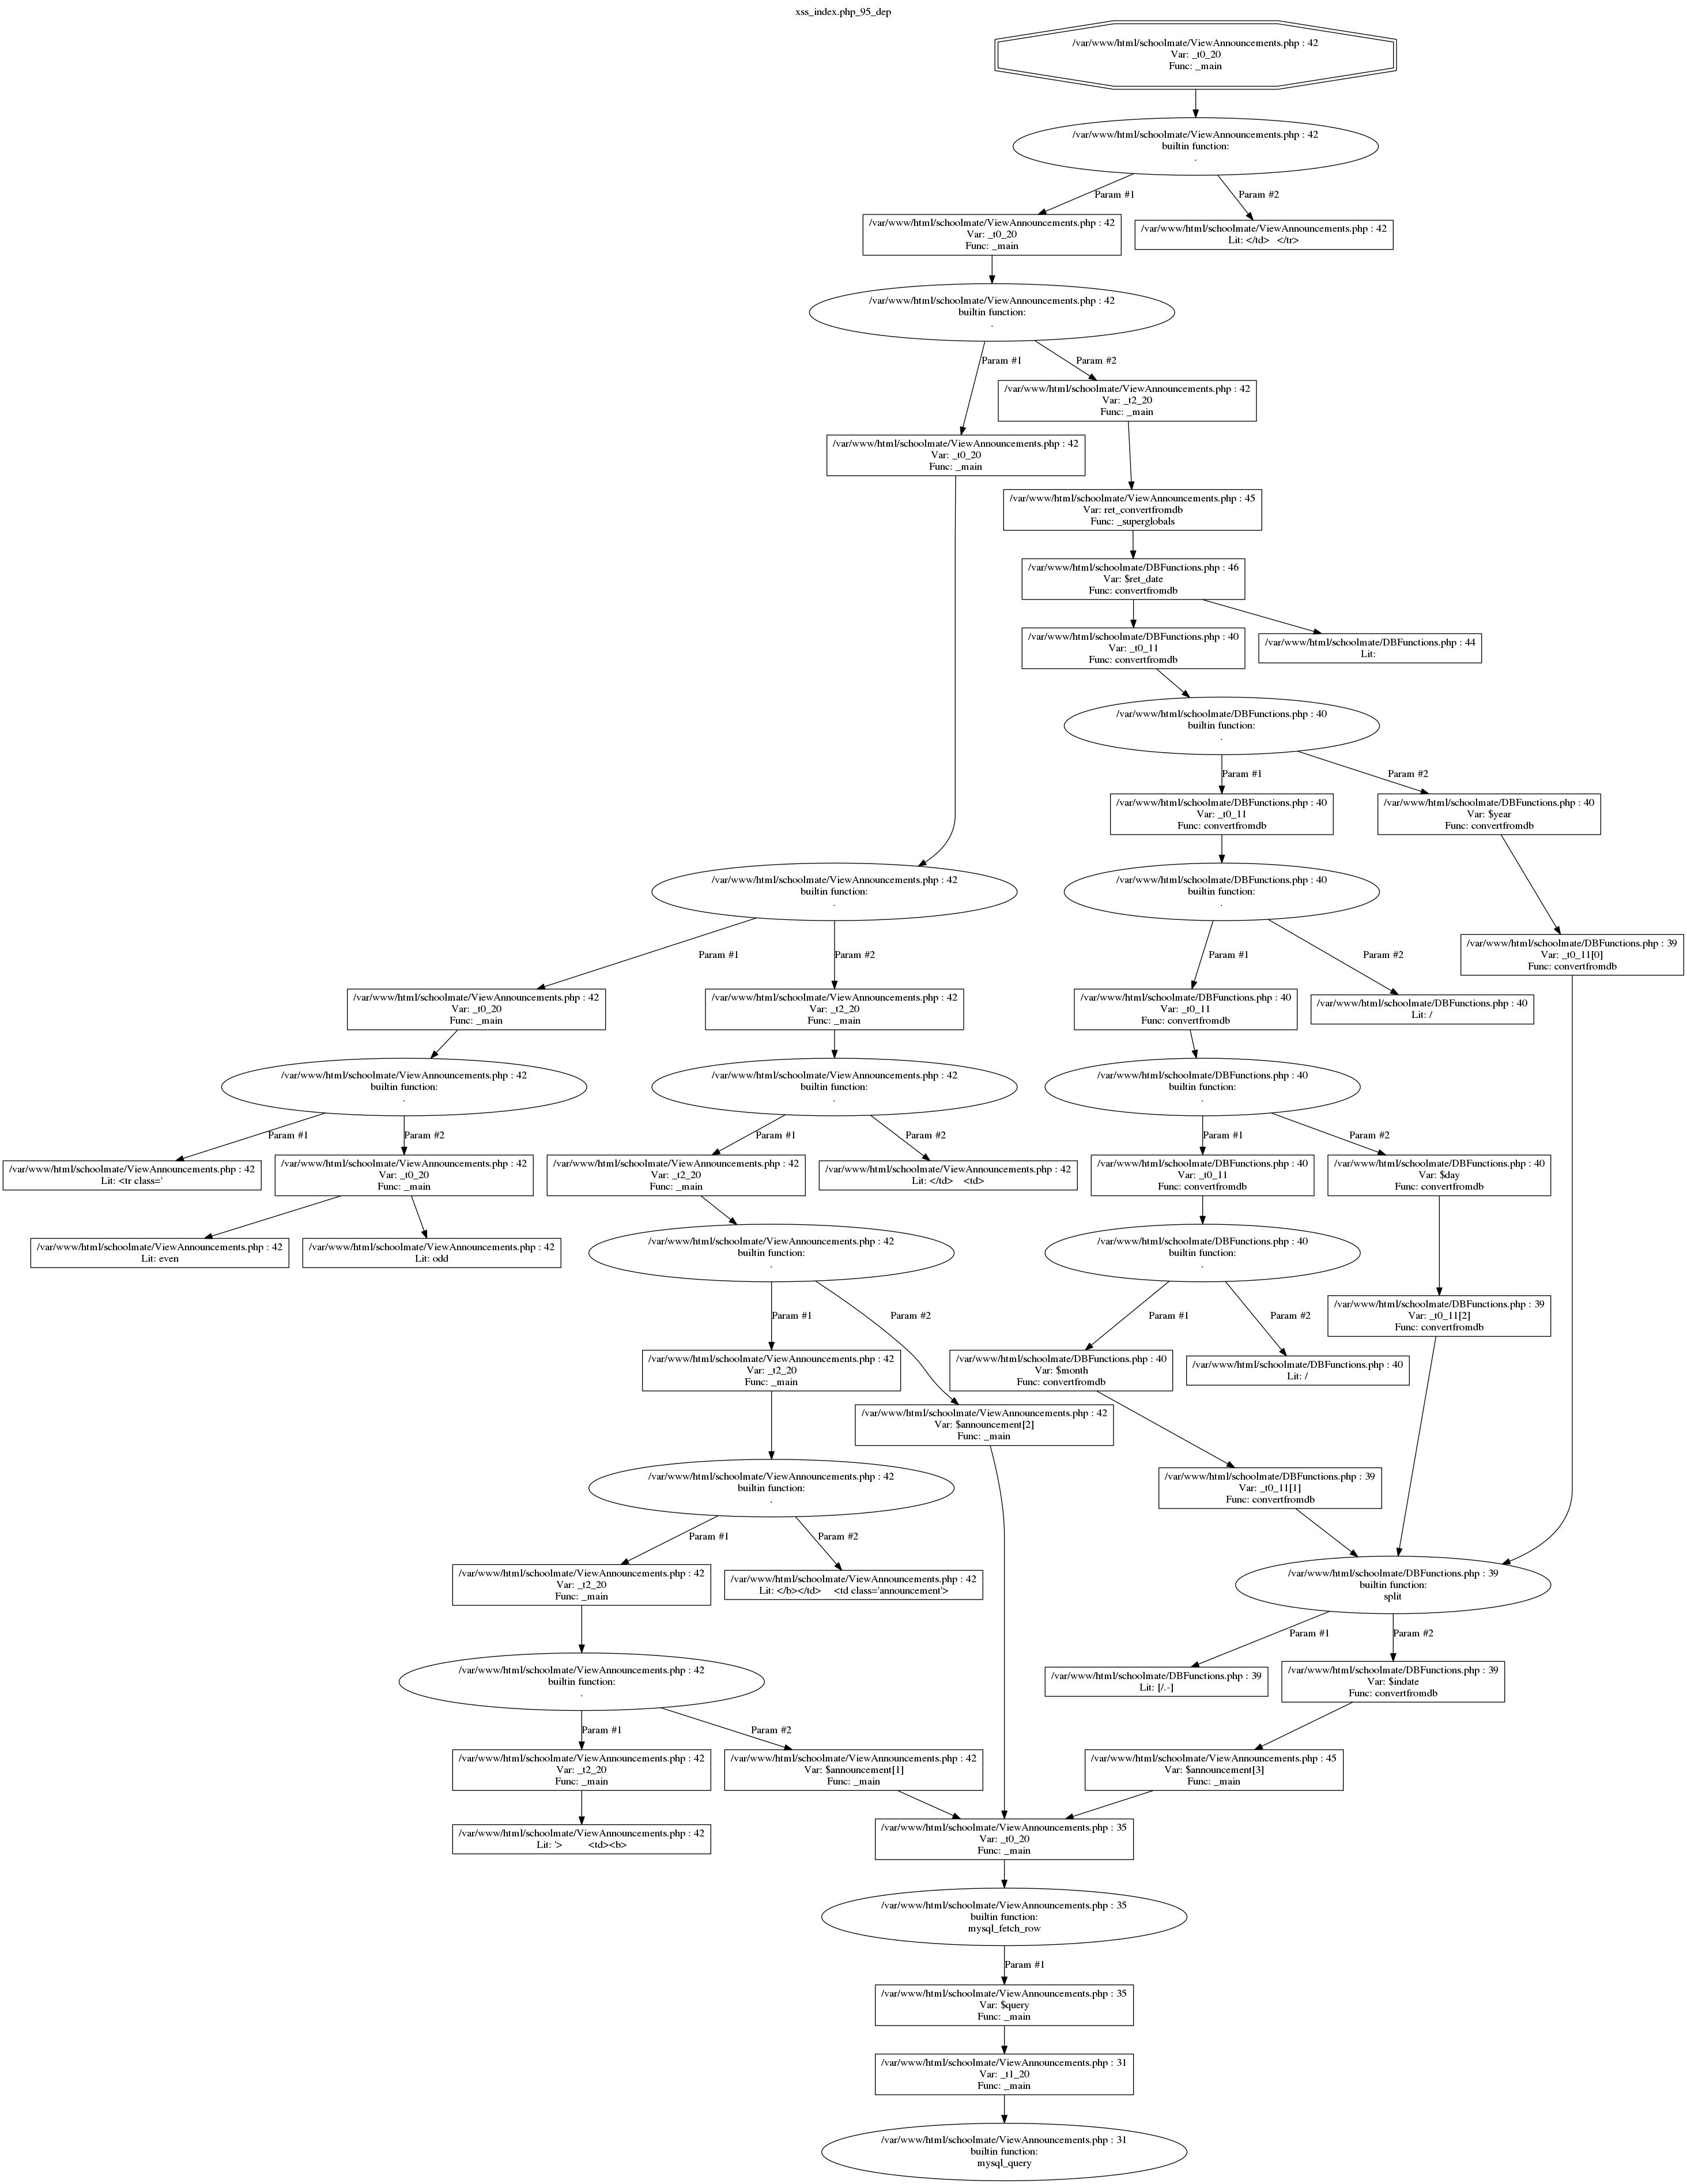 xss_index.php_95_dep
/var/www/html/schoolmate/ViewAnnouncements.php : 42
Var: _t0_20
Func: _main
/var/www/html/schoolmate/ViewAnnouncements.php : 42
builtin function:
.
Param #1
Param #2
/var/www/html/schoolmate/ViewAnnouncements.php : 42
Var: _t0_20
Func: _main
/var/www/html/schoolmate/ViewAnnouncements.php : 42
Lit: </td>   </tr>
/var/www/html/schoolmate/ViewAnnouncements.php : 42
builtin function:
.
Param #1
Param #2
/var/www/html/schoolmate/ViewAnnouncements.php : 42
Var: _t2_20
Func: _main
/var/www/html/schoolmate/ViewAnnouncements.php : 42
Var: _t0_20
Func: _main
/var/www/html/schoolmate/ViewAnnouncements.php : 45
Var: ret_convertfromdb
Func: _superglobals
/var/www/html/schoolmate/DBFunctions.php : 46
Var: $ret_date
Func: convertfromdb
/var/www/html/schoolmate/DBFunctions.php : 40
Var: _t0_11
Func: convertfromdb
/var/www/html/schoolmate/DBFunctions.php : 44
Lit:
/var/www/html/schoolmate/DBFunctions.php : 40
builtin function:
.
Param #1
Param #2
/var/www/html/schoolmate/DBFunctions.php : 40
Var: _t0_11
Func: convertfromdb
/var/www/html/schoolmate/DBFunctions.php : 40
Var: $year
Func: convertfromdb
/var/www/html/schoolmate/ViewAnnouncements.php : 42
builtin function:
.
/var/www/html/schoolmate/DBFunctions.php : 40
builtin function:
.
Param #1
Param #2
Param #1
Param #2
/var/www/html/schoolmate/DBFunctions.php : 39
Var: _t0_11[0]
Func: convertfromdb
/var/www/html/schoolmate/ViewAnnouncements.php : 42
Var: _t0_20
Func: _main
/var/www/html/schoolmate/ViewAnnouncements.php : 42
Var: _t2_20
Func: _main
/var/www/html/schoolmate/DBFunctions.php : 40
Var: _t0_11
Func: convertfromdb
/var/www/html/schoolmate/DBFunctions.php : 40
Lit: /
/var/www/html/schoolmate/ViewAnnouncements.php : 42
builtin function:
.
/var/www/html/schoolmate/ViewAnnouncements.php : 42
builtin function:
.
/var/www/html/schoolmate/DBFunctions.php : 40
builtin function:
.
Param #1
Param #2
Param #1
Param #2
Param #1
Param #2
/var/www/html/schoolmate/ViewAnnouncements.php : 42
Lit: <tr class='
/var/www/html/schoolmate/ViewAnnouncements.php : 42
Var: _t0_20
Func: _main
/var/www/html/schoolmate/ViewAnnouncements.php : 42
Var: _t2_20
Func: _main
/var/www/html/schoolmate/ViewAnnouncements.php : 42
Lit: </td>    <td>
/var/www/html/schoolmate/DBFunctions.php : 40
Var: _t0_11
Func: convertfromdb
/var/www/html/schoolmate/DBFunctions.php : 40
Var: $day
Func: convertfromdb
/var/www/html/schoolmate/ViewAnnouncements.php : 42
Lit: even
/var/www/html/schoolmate/ViewAnnouncements.php : 42
Lit: odd
/var/www/html/schoolmate/ViewAnnouncements.php : 42
builtin function:
.
/var/www/html/schoolmate/DBFunctions.php : 40
builtin function:
.
Param #1
Param #2
Param #1
Param #2
/var/www/html/schoolmate/DBFunctions.php : 39
Var: _t0_11[2]
Func: convertfromdb
/var/www/html/schoolmate/ViewAnnouncements.php : 42
Var: _t2_20
Func: _main
/var/www/html/schoolmate/DBFunctions.php : 40
Var: $month
Func: convertfromdb
/var/www/html/schoolmate/DBFunctions.php : 40
Lit: /
/var/www/html/schoolmate/ViewAnnouncements.php : 42
Var: $announcement[2]
Func: _main
/var/www/html/schoolmate/ViewAnnouncements.php : 42
builtin function:
.
/var/www/html/schoolmate/DBFunctions.php : 39
Var: _t0_11[1]
Func: convertfromdb
Param #1
Param #2
/var/www/html/schoolmate/ViewAnnouncements.php : 42
Var: _t2_20
Func: _main
/var/www/html/schoolmate/ViewAnnouncements.php : 42
Lit: </b></td>     <td class='announcement'>
/var/www/html/schoolmate/DBFunctions.php : 39
builtin function:
split
Param #1
Param #2
/var/www/html/schoolmate/ViewAnnouncements.php : 42
builtin function:
.
/var/www/html/schoolmate/DBFunctions.php : 39
Lit: [/.-]
/var/www/html/schoolmate/DBFunctions.php : 39
Var: $indate
Func: convertfromdb
Param #1
Param #2
/var/www/html/schoolmate/ViewAnnouncements.php : 42
Var: _t2_20
Func: _main
/var/www/html/schoolmate/ViewAnnouncements.php : 42
Var: $announcement[1]
Func: _main
/var/www/html/schoolmate/ViewAnnouncements.php : 45
Var: $announcement[3]
Func: _main
/var/www/html/schoolmate/ViewAnnouncements.php : 42
Lit: '>          <td><b>
/var/www/html/schoolmate/ViewAnnouncements.php : 35
Var: _t0_20
Func: _main
/var/www/html/schoolmate/ViewAnnouncements.php : 35
builtin function:
mysql_fetch_row
Param #1
/var/www/html/schoolmate/ViewAnnouncements.php : 35
Var: $query
Func: _main
/var/www/html/schoolmate/ViewAnnouncements.php : 31
Var: _t1_20
Func: _main
/var/www/html/schoolmate/ViewAnnouncements.php : 31
builtin function:
mysql_query